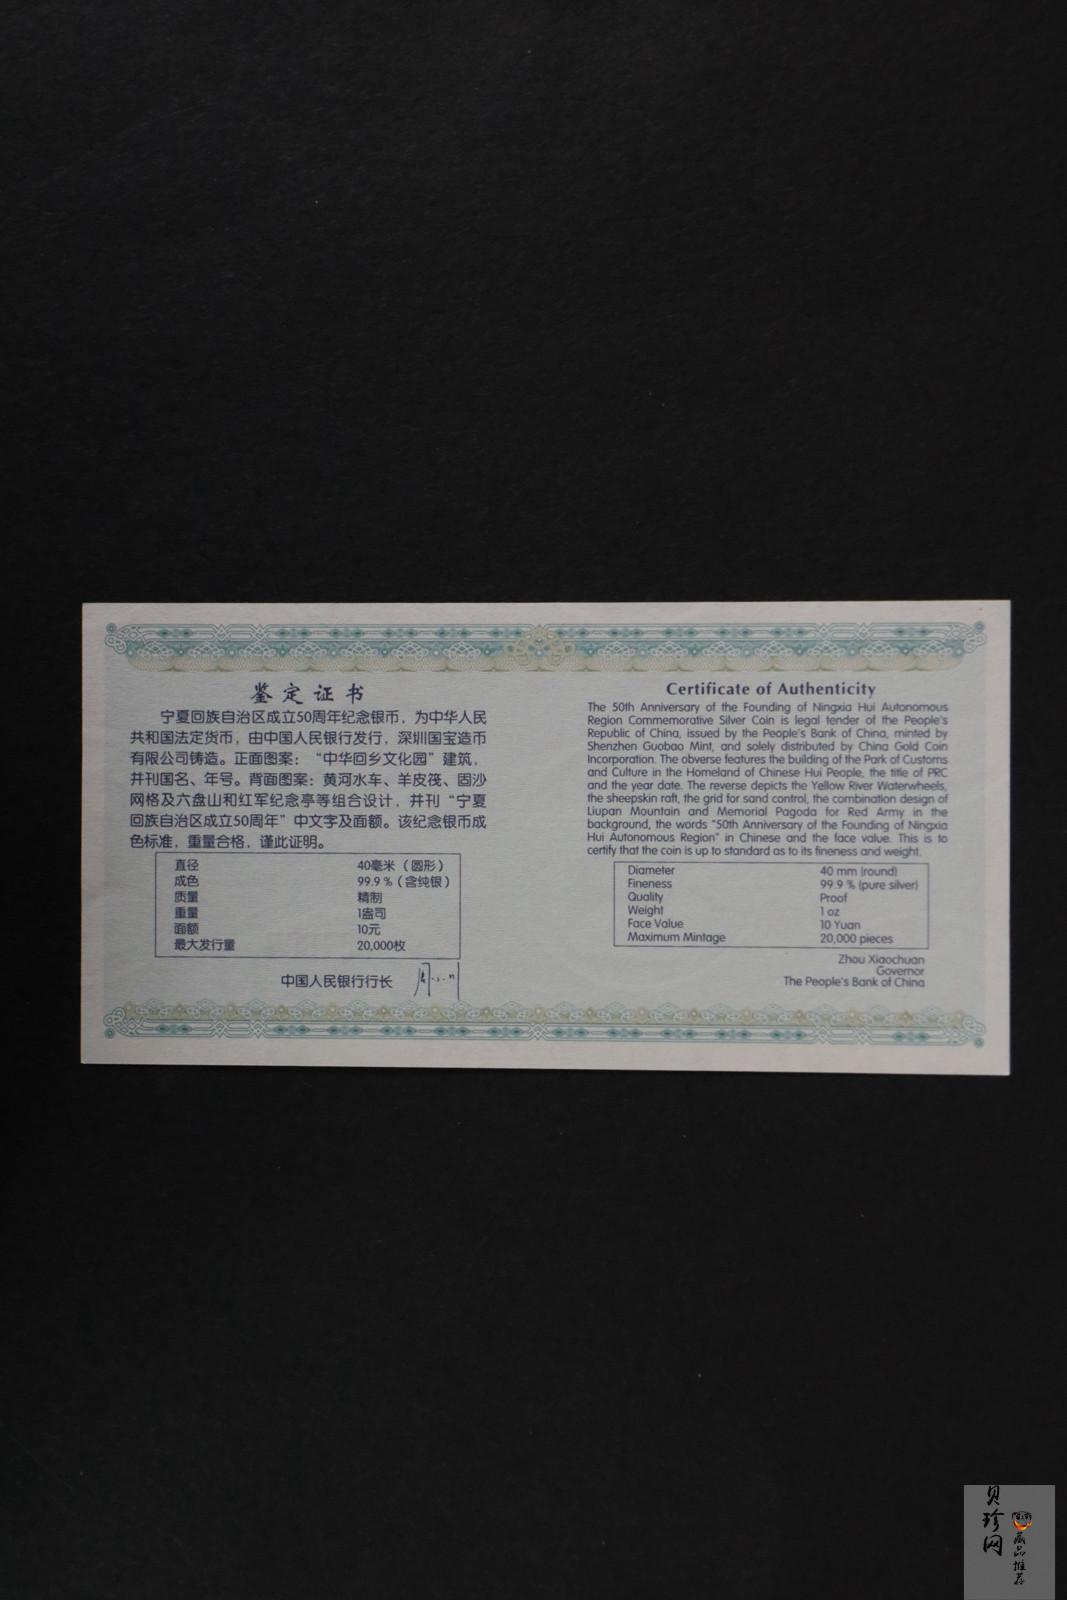 鉴定证书
宁夏回族自治区成立50周年纪念银币，为中华人民
共和国法定货币，由中国人民银行发行，深圳国宝造币
有限公司铸造。正面图案：“中华回乡文化园”建筑，
并刊国名、年号。背面图案：黄河水车、羊皮筏、固沙
网格及六盘山和红军纪念亭等组合设计，并刊“宁夏
回族自治区成立50周年”中文字及面额。该纪念银币成
色标准，重量合格，谨此证明。
直径 40毫米（圆形）
成色 99.9％（含纯银）
质量 精制
重量 1盎司
面额 10元
最大发行量 20,000枚
中国人民银行行长
Certificate of Authenticity
The 50th Anniversary of the Founding of Ningxia Hui Autonomous
Region Commemorative Silver Coin is legal tender of the People's
Republic of China, issued by the People's Bank of China, minted by
Shenzhen Guobao Mint, and solely distributed by China Gold Coin
Incorporation. The obverse features the building of the Park of Customs
and Culture in the Homeland of Chinese Hui People, the title of PRC
and the year date. The reverse depicts the Yellow River Waterwheels,
the sheepskin raft, the grid for sand control, the combination design of
Liupan Mountain and Memorial Pagoda for Red Army in the
background, the words "50th Anniversary of the Founding of Ningxia
Hui Autonomous Region" in Chinese and the face value. This is to
certify that the coin is up to standard as to its fineness and weight.
Diameter 40 mm (round)
Fineness 99.9 % (pure silver)
Quality Proof
Weight 1 oz
Face Value 10 Yuan
Maximum Mintage 20,000 pieces
Zhou Xiaochuan
Governor
The People's Bank of China
贝珍网
藏品推荐